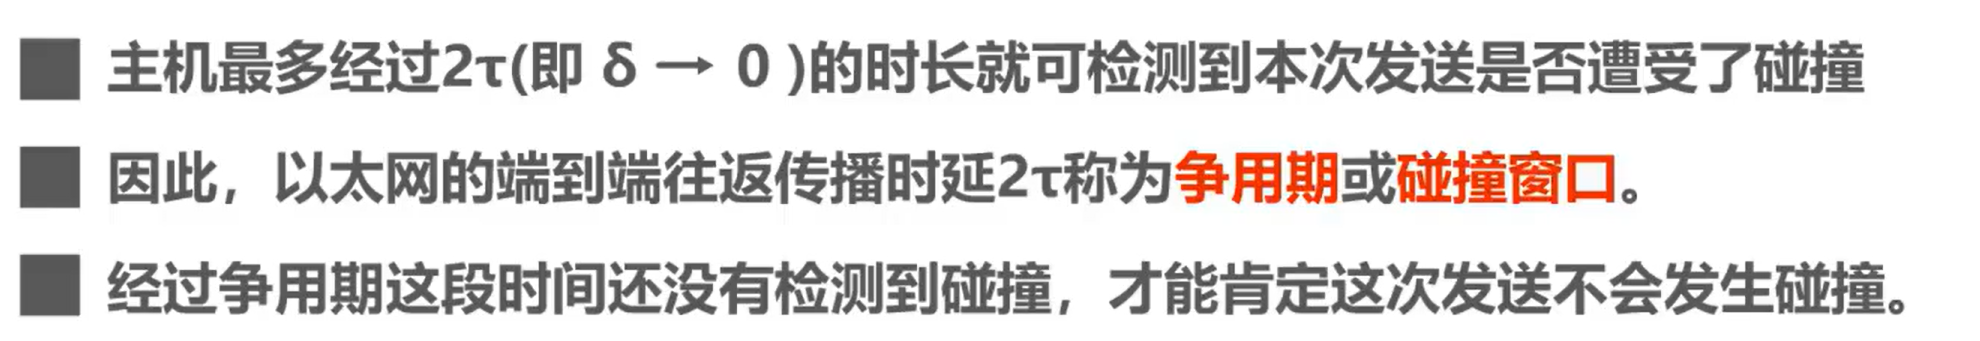 主机最多经过2τ(即 δ → 0 )的时长就可检测到本次发送是否遭受了碰撞
因此，以太网的端到端往返传播时延2τ称为争用期或碰撞窗口。
经过争用期这段时间还没有检测到碰撞，才能肯定这次发送不会发生碰撞。